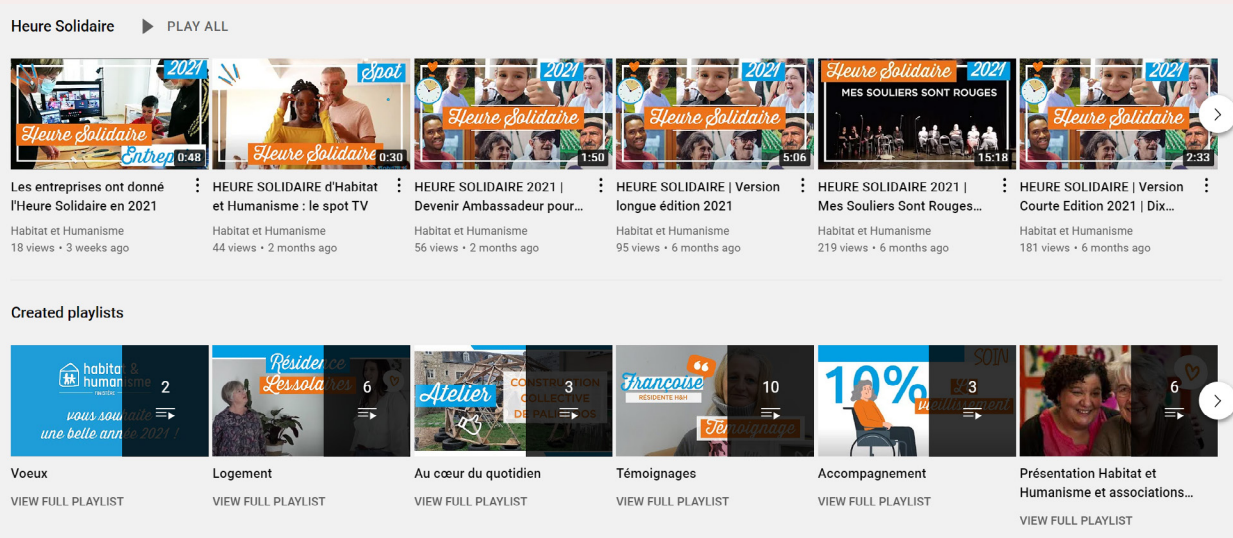 Heure Solidaire PLAY ALL
2021
Heure Solidaire
Entrep
0:48
Spot
Heure Solidaire
0:30
2021
Heure Solidaire
1:50
2021
Heure Solidaire
5:06
Heure Solidaire 2021
MES SOULIERS SONT ROUGES
15:18
2021
Heure Solidaire
2:33
Les entreprises ont donné
l'Heure Solidaire en 2021
Habitat et Humanisme
18 views • 3 weeks ago
HEURE SOLIDAIRE d'Habitat
et Humanisme : le spot TV
Habitat et Humanisme
44 views • 2 months ago
HEURE SOLIDAIRE 2021 |
Devenir Ambassadeur pour...
Habitat et Humanisme
56 views • 2 months ago
HEURE SOLIDAIRE | Version
longue édition 2021
Habitat et Humanisme
95 views • 6 months ago
HEURE SOLIDAIRE 2021 |
Mes Souliers Sont Rouges...
Habitat et Humanisme
219 views • 6 months ago
HEURE SOLIDAIRE | Version
Courte Edition 2021 | Dix...
Habitat et Humanisme
181 views • 6 months ago
Created playlists
habitat &
humanisme
FINISTÈRE
vous souhaite
une belle année 2021 !
2
Résidence
Lessolaires
6
Atelier
CONSTRUCTION
COLLECTIVE
DE
3
Françoise
RÉSIDENTE H&H
Témoignage
10
10%
SOIN
vieillissement
3
6
Voeux
VIEW FULL PLAYLIST
Logement
VIEW FULL PLAYLIST
Au cœur du quotidien
VIEW FULL PLAYLIST
Témoignages
VIEW FULL PLAYLIST
Accompagnement
VIEW FULL PLAYLIST
Présentation Habitat et
Humanisme et associations...
VIEW FULL PLAYLIST